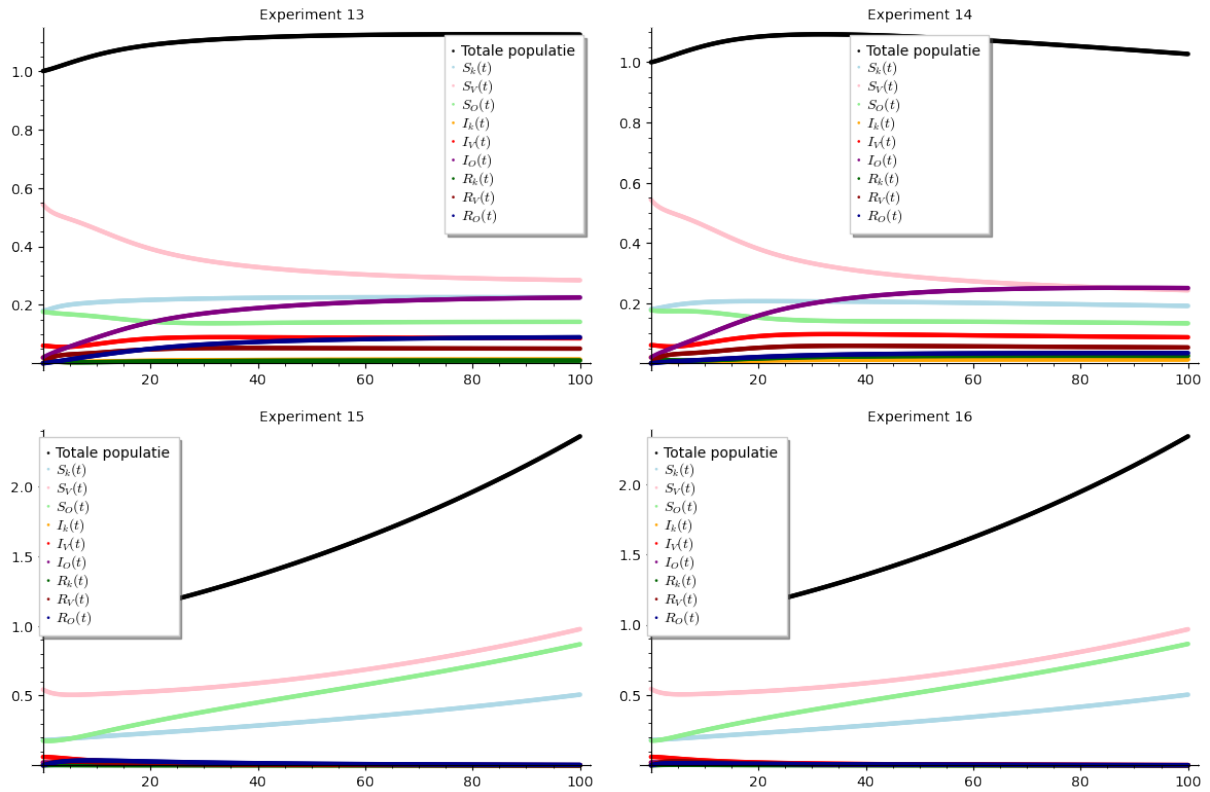 Experiment 13
1.0
0.8
0.6
0.4
0.2
20 40 60 80 100
Totale populatie
S_k(t)
S_V(t)
S_O(t)
I_k(t)
I_V(t)
I_O(t)
R_k(t)
R_V(t)
R_O(t)
Experiment 14
1.0
0.8
0.6
0.4
0.2
20 40 60 80 100
Totale populatie
S_k(t)
S_V(t)
S_O(t)
I_k(t)
I_V(t)
I_O(t)
R_k(t)
R_V(t)
R_O(t)
Experiment 15
2.0
1.5
1.0
0.5
20 40 60 80 100
Totale populatie
S_k(t)
S_V(t)
S_O(t)
I_k(t)
I_V(t)
I_O(t)
R_k(t)
R_V(t)
R_O(t)
Experiment 16
2.0
1.5
1.0
0.5
20 40 60 80 100
Totale populatie
S_k(t)
S_V(t)
S_O(t)
I_k(t)
I_V(t)
I_O(t)
R_k(t)
R_V(t)
R_O(t)